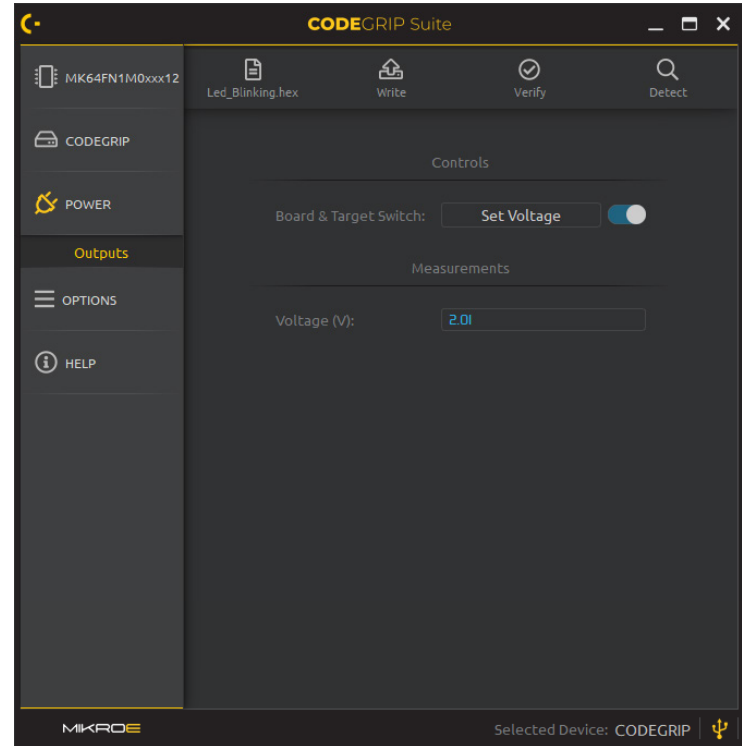 CODEGRIP Suite
MK64FN1M0xxx12
Led_Blinking.hex
Write
Verify
Detect
CODEGRIP
Controls
POWER
Board & Target Switch:
Set Voltage
Outputs
Measurements
OPTIONS
Voltage (V):
2.01
HELP
MIKROE
Selected Device: CODEGRIP